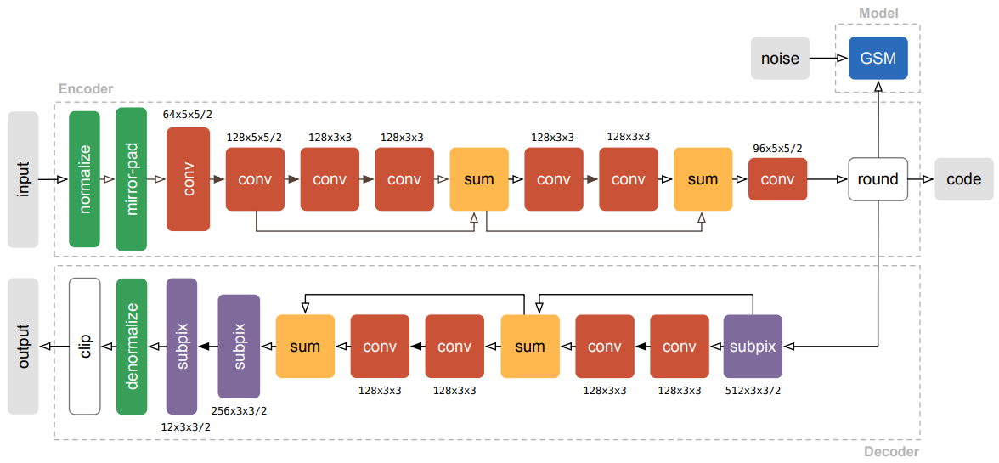 Model
noise
GSM
Encoder
input
normalize
mirror-pad
64x5x5/2
conv
128x5x5/2
conv
128x3x3
conv
128x3x3
conv
sum
128x3x3
conv
128x3x3
conv
sum
96x5x5/2
conv
round
code
output
clip
denormalize
subpix
12x3x3/2
subpix
256x3x3/2
sum
conv
128x3x3
conv
128x3x3
sum
conv
128x3x3
conv
128x3x3
subpix
512x3x3/2
Decoder